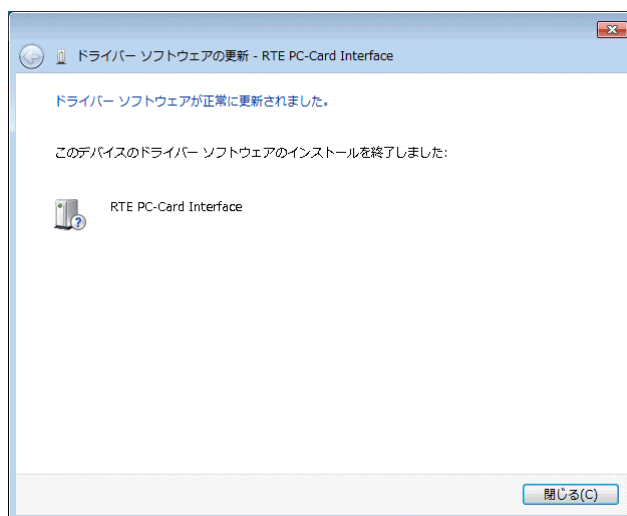 ドライバー ソフトウェアの更新 - RTE PC-Card Interface
ドライバー ソフトウェアが正常に更新されました。
このデバイスのドライバー ソフトウェアのインストールを終了しました:
RTE PC-Card Interface
閉じる(C)